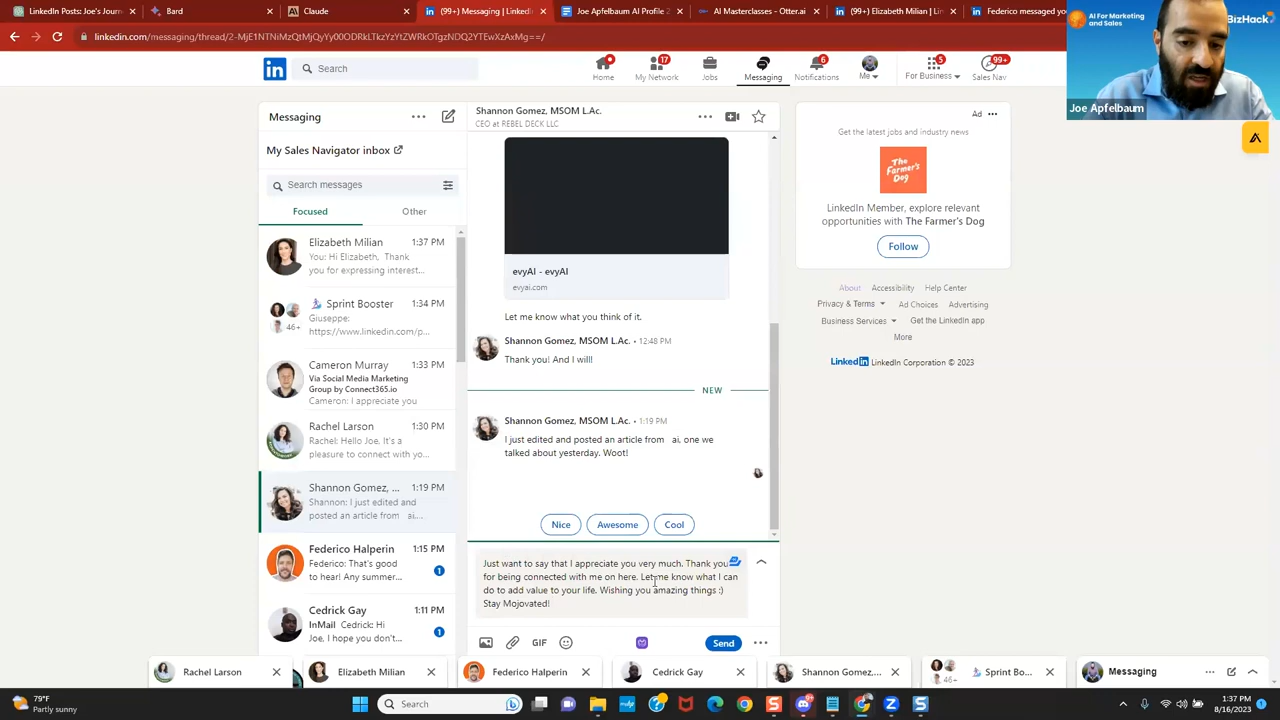 Bard
Claude
(99+) Messaging | LinkedIn
Joe Apfelbaum AI Profile 2
AI Masterclasses - Otter.ai
(99+) Elizabeth Milian | Lin
Federico messaged yo
linkedin.com/messaging/thread/
Search
Home
My Network
17
Jobs
Messaging
Notifications
6
Me
For Business
5
Sales Nav
99+
AI For Marketing
and Sales
BizHack
Joe Apfelbaum
Messaging
My Sales Navigator inbox
Search messages
Focused
Other
Elizabeth Milian 1:37 PM
You: Hi Elizabeth, Thank
you for expressing interest...
Sprint Booster 1:34 PM
Giuseppe:
https://www.linkedin.com/p...
46+
Cameron Murray 1:33 PM
Via Social Media Marketing
Group by Connect365.io
Cameron: I appreciate you
Rachel Larson 1:30 PM
Rachel: Hello Joe, It's a
pleasure to connect with yo...
Shannon Gomez, ... 1:19 PM
Shannon: I just edited and
posted an article from ai....
Federico Halperin 1:15 PM
Federico: That's good
to hear! Any summer...
1
Cedrick Gay 1:11 PM
InMail Cedrick: Hi
Joe, I hope you don't...
1
Shannon Gomez, MSOM L.Ac.
CEO at REBEL DECK LLC
evyAI - evyAI
evyai.com
Let me know what you think of it.
Shannon Gomez, MSOM L.Ac. • 12:48 PM
Thank you! And I will!
NEW
Shannon Gomez, MSOM L.Ac. • 1:19 PM
I just edited and posted an article from ai, one we
talked about yesterday. Woot!
Nice
Awesome
Cool
Just want to say that I appreciate you very much. Thank you
for being connected with me on here. Let me know what I can
do to add value to your life. Wishing you amazing things :)
Stay Mojovated!
GIF
Send
Ad
Get the latest jobs and industry news
The
Farmer's
Dog
LinkedIn Member, explore relevant
opportunities with The Farmer's Dog
Follow
About Accessibility Help Center
Privacy & Terms Ad Choices Advertising
Business Services Get the LinkedIn app
More
LinkedIn LinkedIn Corporation © 2023
Rachel Larson
Elizabeth Milian
Federico Halperin
Cedrick Gay
Shannon Gomez,...
46+
Sprint Bo...
Messaging
79°F
Partly sunny
Search
1:37 PM
8/16/2023